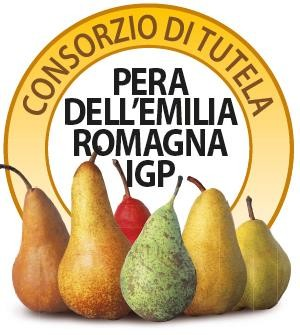 CONSORZIO DI TUTELA
PERA
DELL'EMILIA
ROMAGNA
IGP